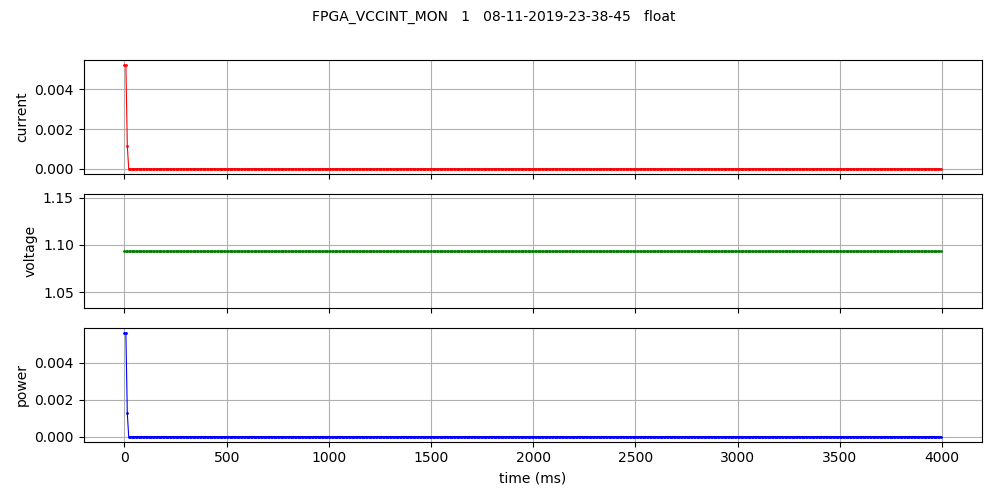 FPGA_VCCINT_MON 1 08-11-2019-23-38-45 float
0.004
0.002
0.000
current
1.15
1.10
1.05
voltage
0.004
0.002
0.000
power
0 500 1000 1500 2000 2500 3000 3500 4000
time (ms)